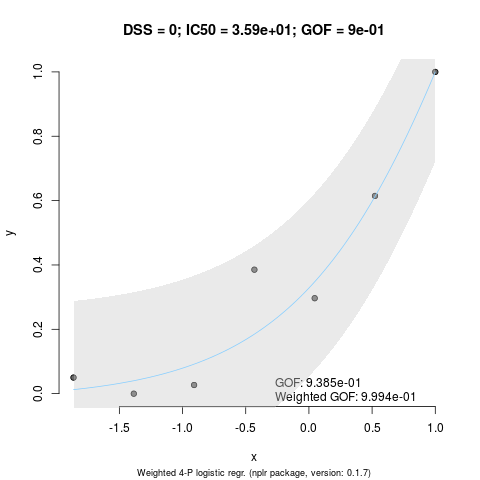 DSS = 0; IC50 = 3.59e+01; GOF = 9e-01
1.0
0.8
0.6
0.4
0.2
0.0
y
GOF: 9.385e-01
Weighted GOF: 9.994e-01
-1.5 -1.0 -0.5 0.0 0.5 1.0
x
Weighted 4-P logistic regr. (nplr package, version: 0.1.7)